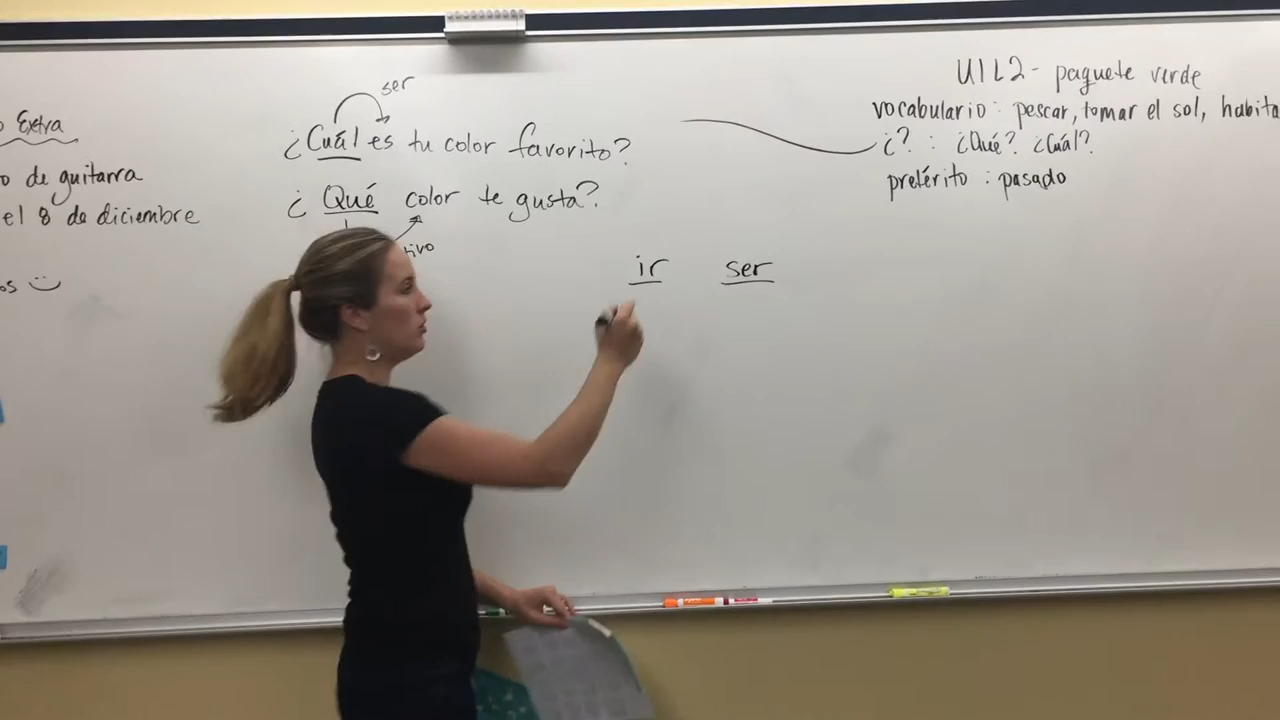 Extra
de guitarra
el 8 de diciembre
ser
¿Cuál es tu color favorito?
¿Qué color te gusta?
ir ser
U1L2 - paquete verde
vocabulario: pescar, tomar el sol,
¿?: ¿Qué? ¿Cuál?
pretérito: pasado